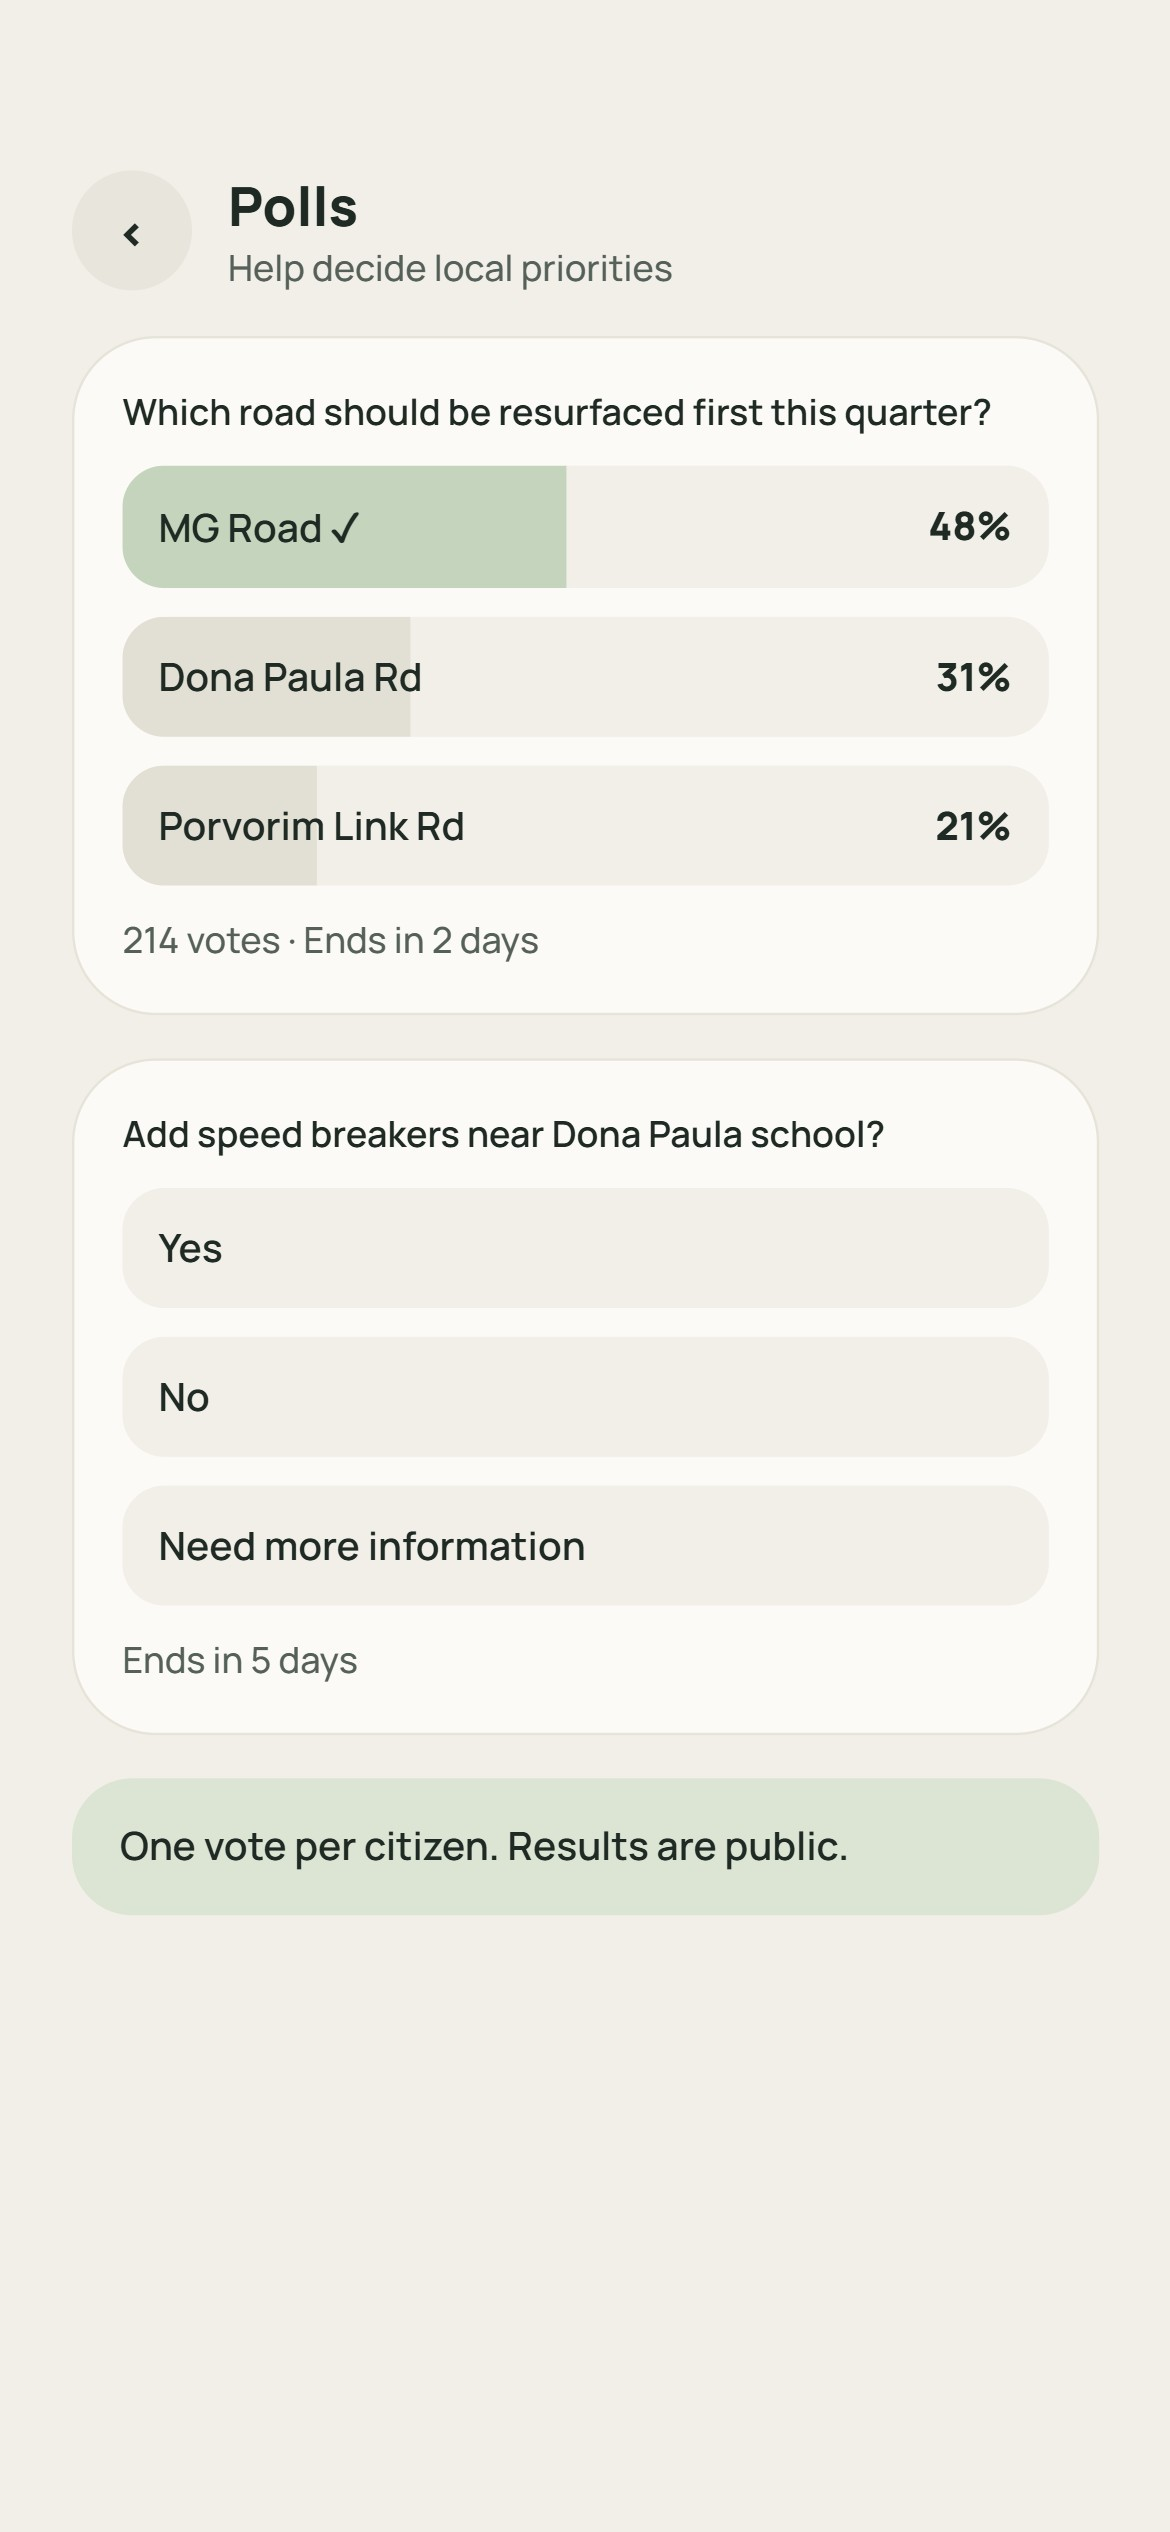 Polls
Help decide local priorities
Which road should be resurfaced first this quarter?
MG Road ✓ 48%
Dona Paula Rd 31%
Porvorim Link Rd 21%
214 votes · Ends in 2 days
Add speed breakers near Dona Paula school?
Yes
No
Need more information
Ends in 5 days
One vote per citizen. Results are public.